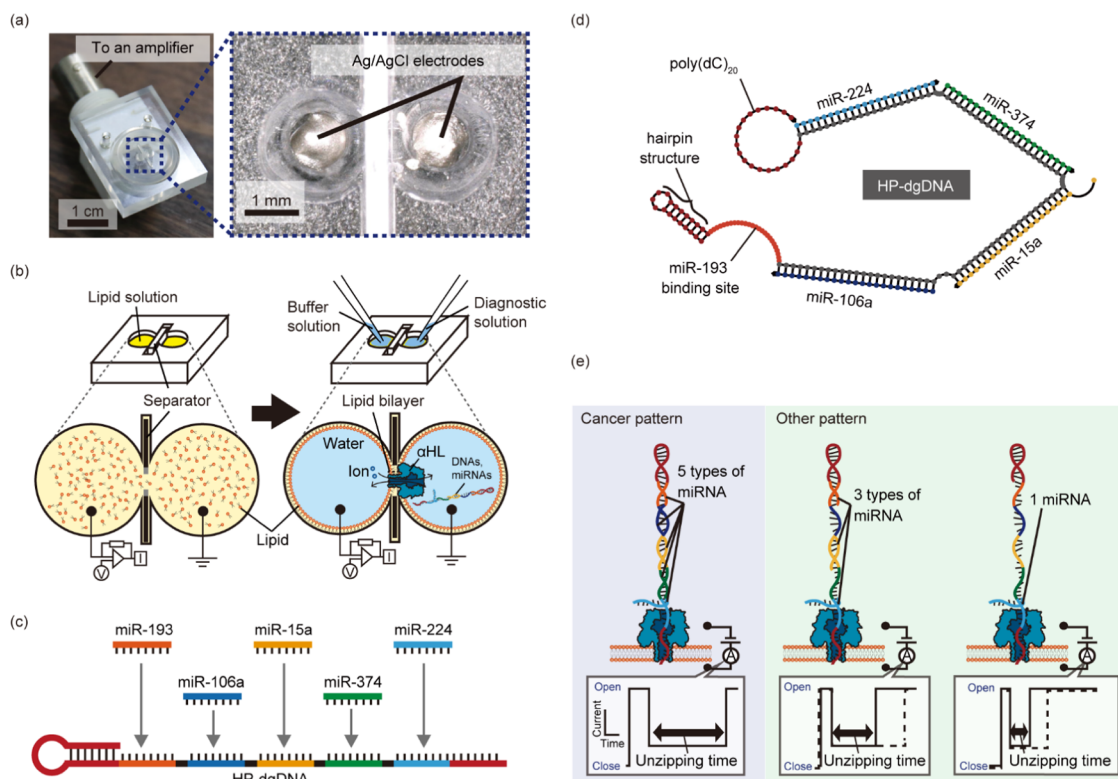 (a)
To an amplifier
Ag/AgCl electrodes
1 cm
1 mm
(b)
Lipid solution
Separator
Buffer
solution
Diagnostic
solution
Lipid bilayer
Water
αHL
Ion
DNAs,
miRNAs
Lipid
V
I
V
I
(c)
miR-193
miR-15a
miR-224
miR-106a
miR-374
HP-dgDNA
(d)
poly(dC)20
miR-224
miR-374
hairpin
structure
HP-dgDNA
miR-193
binding site
miR-106a
miR-15a
(e)
Cancer pattern
Other pattern
5 types of
miRNA
3 types of
miRNA
1 miRNA
A
A
A
Open
Current
Time
Close
Unzipping time
Open
Close
Unzipping time
Open
Close
Unzipping time